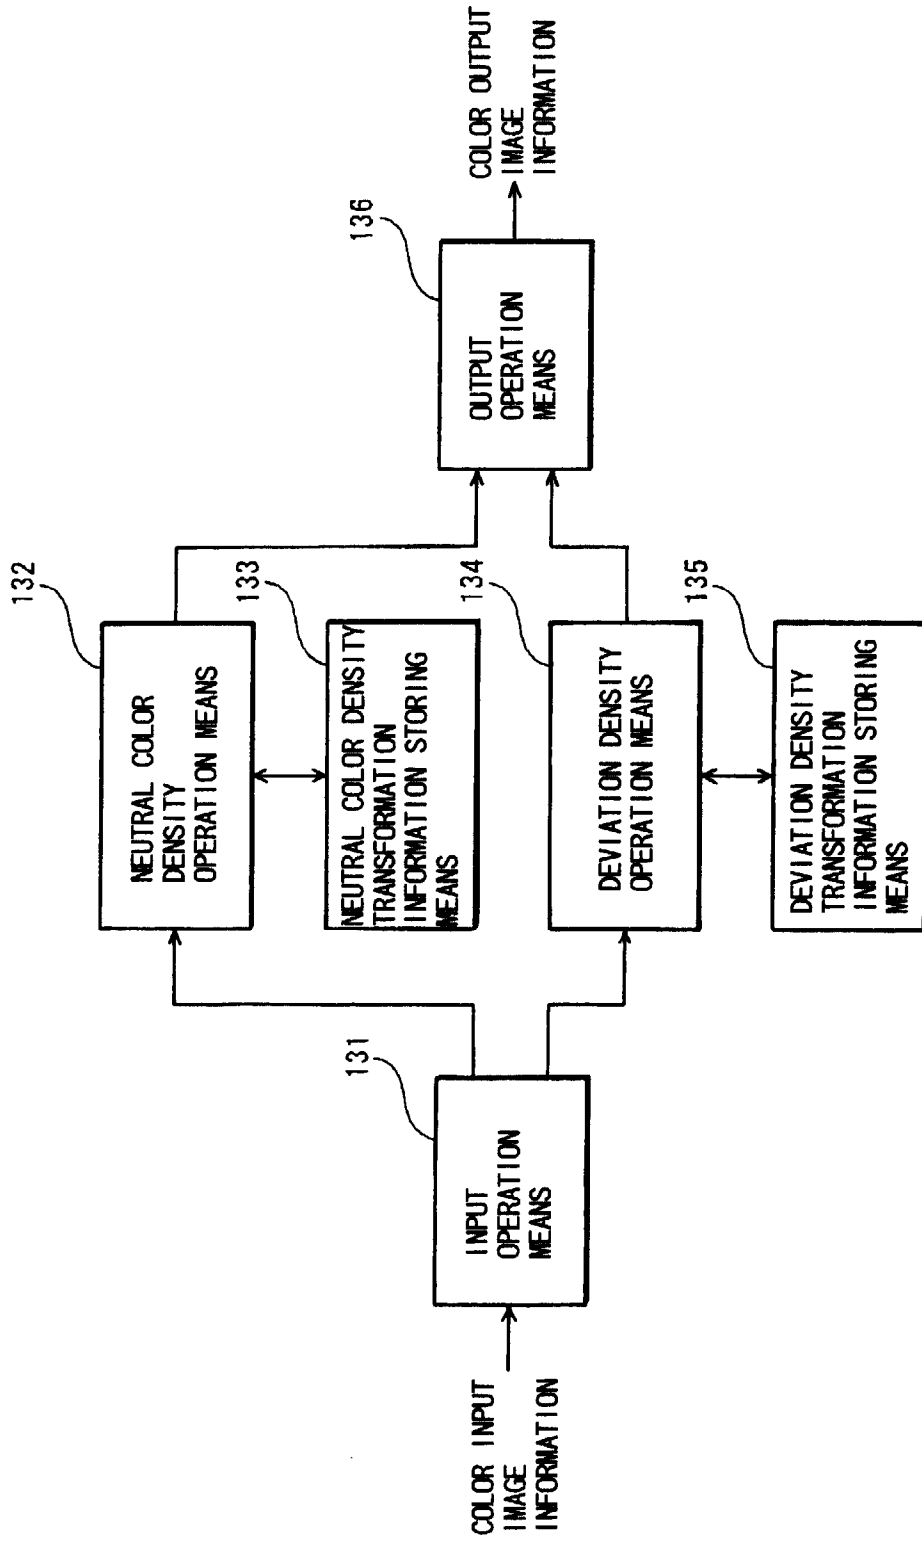 COLOR INPUT
IMAGE
INFORMATION
131
INPUT
OPERATION
MEANS
132
NEUTRAL COLOR
DENSITY
OPERATION MEANS
133
NEUTRAL COLOR DENSITY
TRANSFORMATION
INFORMATION STORING
MEANS
134
DEVIATION DENSITY
OPERATION MEANS
135
DEVIATION DENSITY
TRANSFORMATION
INFORMATION STORING
MEANS
136
OUTPUT
OPERATION
MEANS
COLOR OUTPUT
IMAGE
INFORMATION